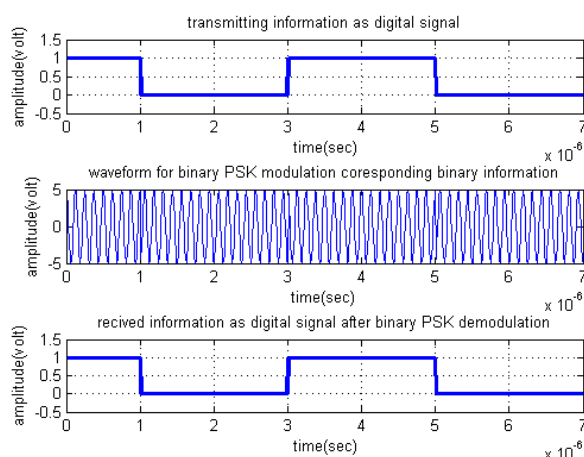 transmitting information as digital signal
amplitude(volt)
1.5
1
0.5
0
-0.5
0 1 2 3 4 5 6 7
time(sec)
x 10-6
waveform for binary PSK modulation coresponding binary information
amplitude(volt)
5
0
-5
0 1 2 3 4 5 6 7
time(sec)
x 10-6
recived information as digital signal after binary PSK demodulation
amplitude(volt)
1.5
1
0.5
0
-0.5
0 1 2 3 4 5 6 7
time(sec)
x 10-6